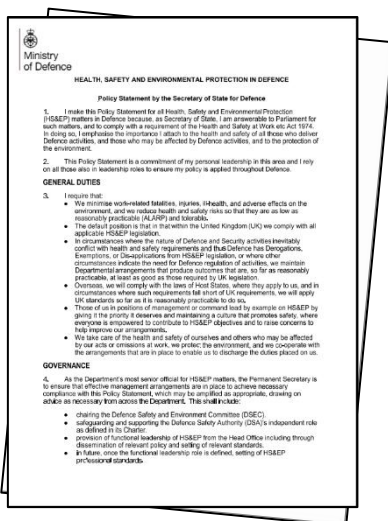 Ministry
of Defence
HEALTH, SAFETY AND ENVIRONMENTAL PROTECTION IN DEFENCE
Policy Statement by the Secretary of State for Defence
1. I make this Policy Statement for all Health, Safety and Environmental Protection
(HS&EP) matters in Defence because, as Secretary of State, I am answerable to Parliament for
such matters, and to comply with a requirement of the Health and Safety at Work etc Act 1974.
In doing so, I emphasise the importance I attach to the health and safety of all those who deliver
Defence activities, and those who may be affected by Defence activities, and to the protection of
the environment.
2. This Policy Statement is a commitment of my personal leadership in this area and I rely
on all those also in leadership roles to ensure my policy is applied throughout Defence.
GENERAL DUTIES
3. I require that:
• We minimise work-related fatalities, injuries, ill-health, and adverse effects on the
environment, and we reduce health and safety risks so that they are as low as
reasonably practicable (ALARP) and tolerable.
• The default position is that in that within the United Kingdom (UK) we comply with all
applicable HS&EP legislation.
• In circumstances where the nature of Defence and Security activities inevitably
conflict with health and safety requirements and thus Defence has Derogations,
Exemptions, or Dis-applications from HS&EP legislation, or where other
circumstances indicate the need for Defence regulation of activities, we maintain
Departmental arrangements that produce outcomes that are, so far as reasonably
practicable, at least as good as those required by UK legislation.
• Overseas, we will comply with the laws of Host States, where they apply to us, and in
circumstances where such requirements fall short of UK requirements, we will apply
UK standards so far as it is reasonably practicable to do so.
• Those of us in positions of management or command lead by example on HS&EP by
giving it the priority it deserves and maintaining a culture that promotes safety, where
everyone is empowered to contribute to HS&EP objectives and to raise concerns to
help improve our arrangements.
• We take care of the health and safety of ourselves and others who may be affected
by our acts or omissions at work, we protect the environment, and we co-operate with
the arrangements that are in place to enable us to discharge the duties placed on us.
GOVERNANCE
4. As the Department's most senior official for HS&EP matters, the Permanent Secretary is
to ensure that effective management arrangements are in place to achieve necessary
compliance with this Policy Statement, which may be amplified as appropriate, drawing on
advice as necessary from across the Department. This shall include:
• chairing the Defence Safety and Environment Committee (DSEC).
• safeguarding and supporting the Defence Safety Authority (DSA)'s independent role
as defined in its Charter.
• provision of functional leadership of HS&EP from the Head Office including through
dissemination of relevant policy and setting of relevant standards.
• in future, once the functional leadership role is defined, setting of HS&EP
professional standards.